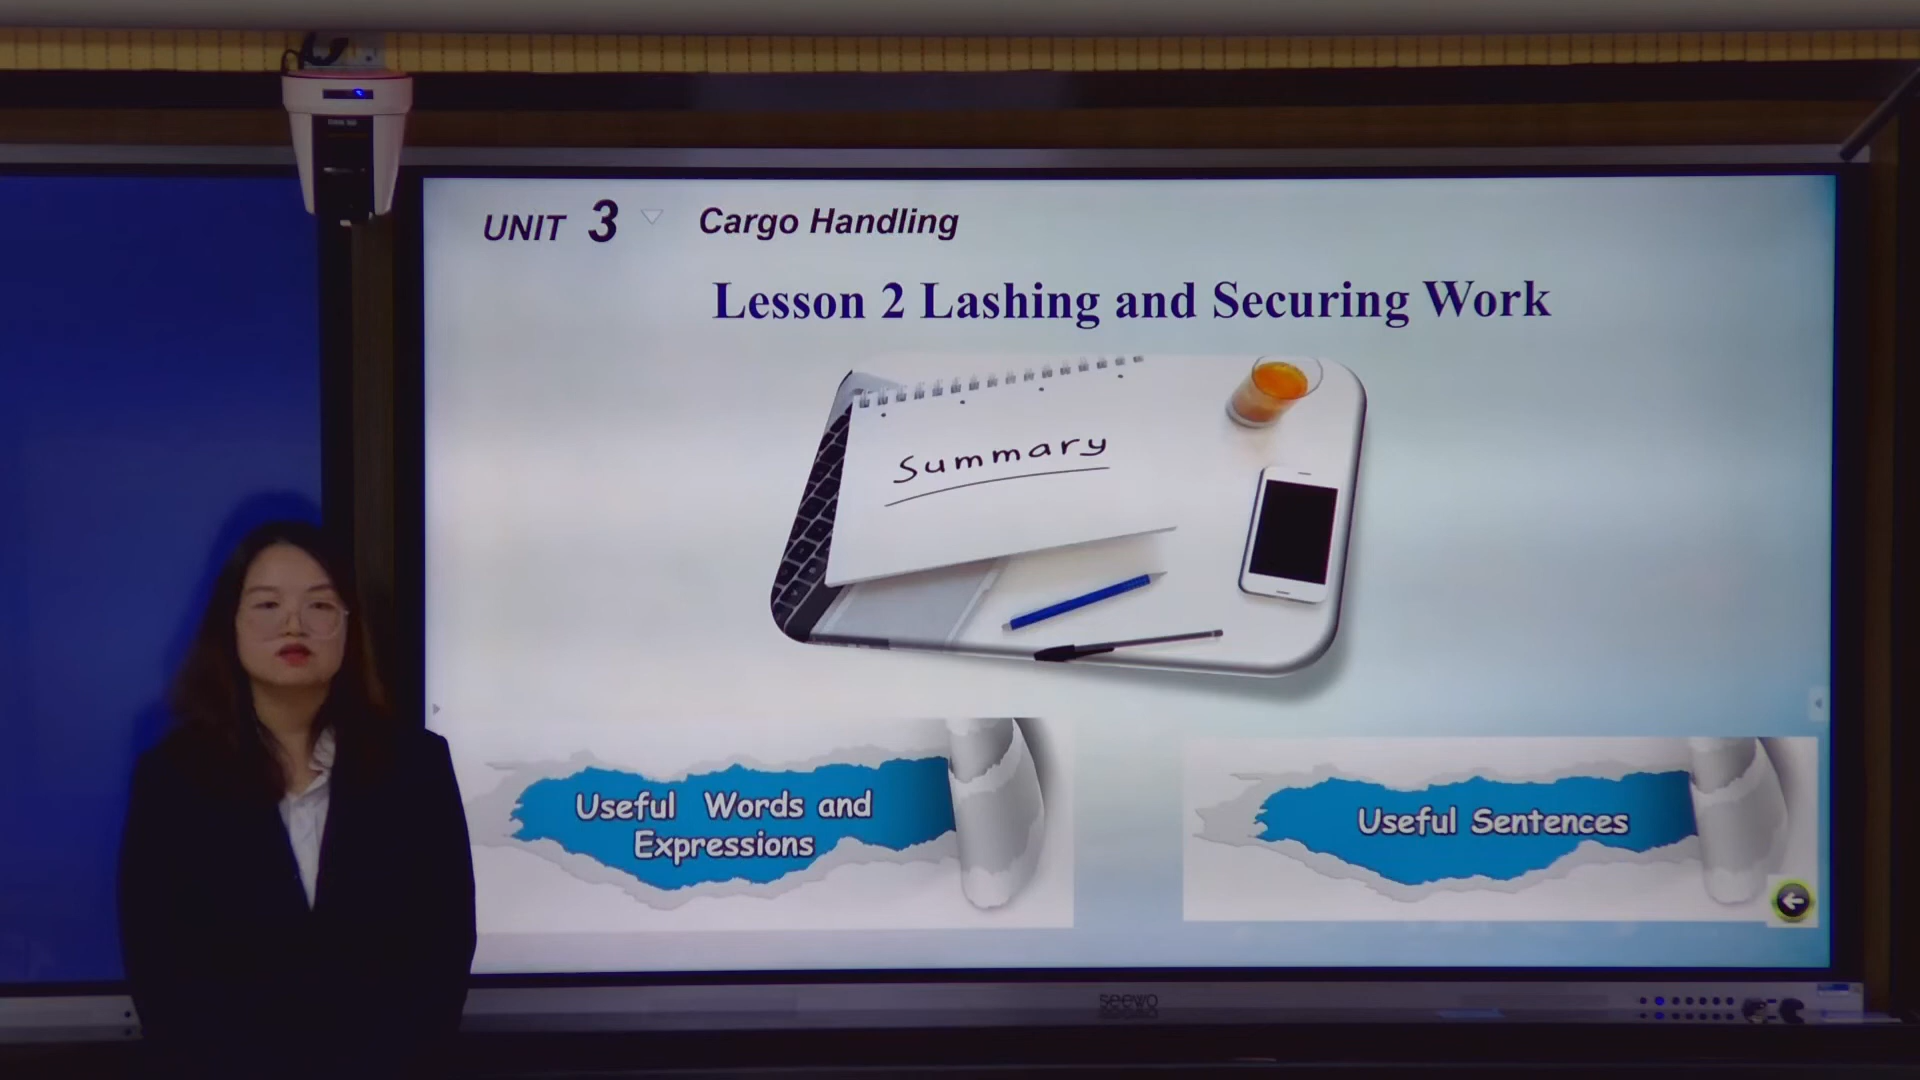 UNIT 3 Cargo Handling
Lesson 2 Lashing and Securing Work
Summary
Useful Words and
Expressions
Useful Sentences
seewo